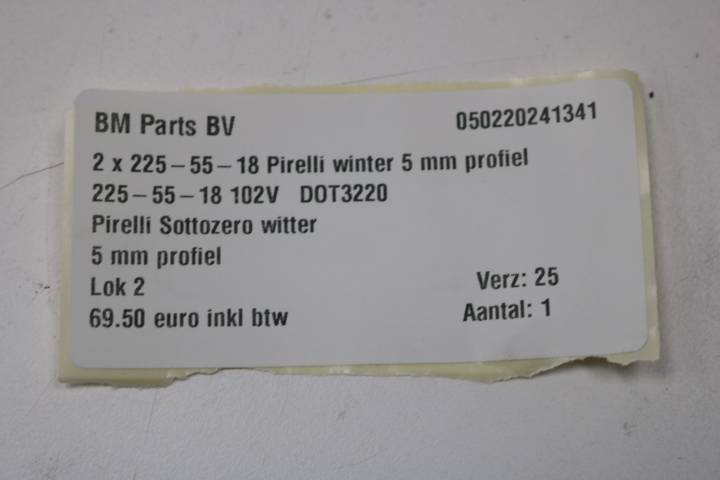 BM Parts BV 050220241341
2 x 225-55-18 Pirelli winter 5 mm profiel
225-55-18 102V DOT3220
Pirelli Sottozero witter
5 mm profiel
Lok 2 Verz: 25
69.50 euro inkl btw Aantal: 1